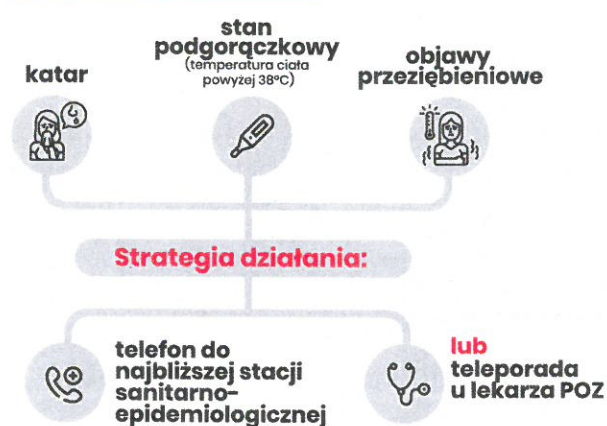 katar
stan
podgorączkowy
(temperatura ciała
powyżej 38°C)
objawy
przeziębieniowe
Strategia działania:
telefon do
najbliższej stacji
sanitarno-
epidemiologicznej
lub
teleporada
u lekarza POZ